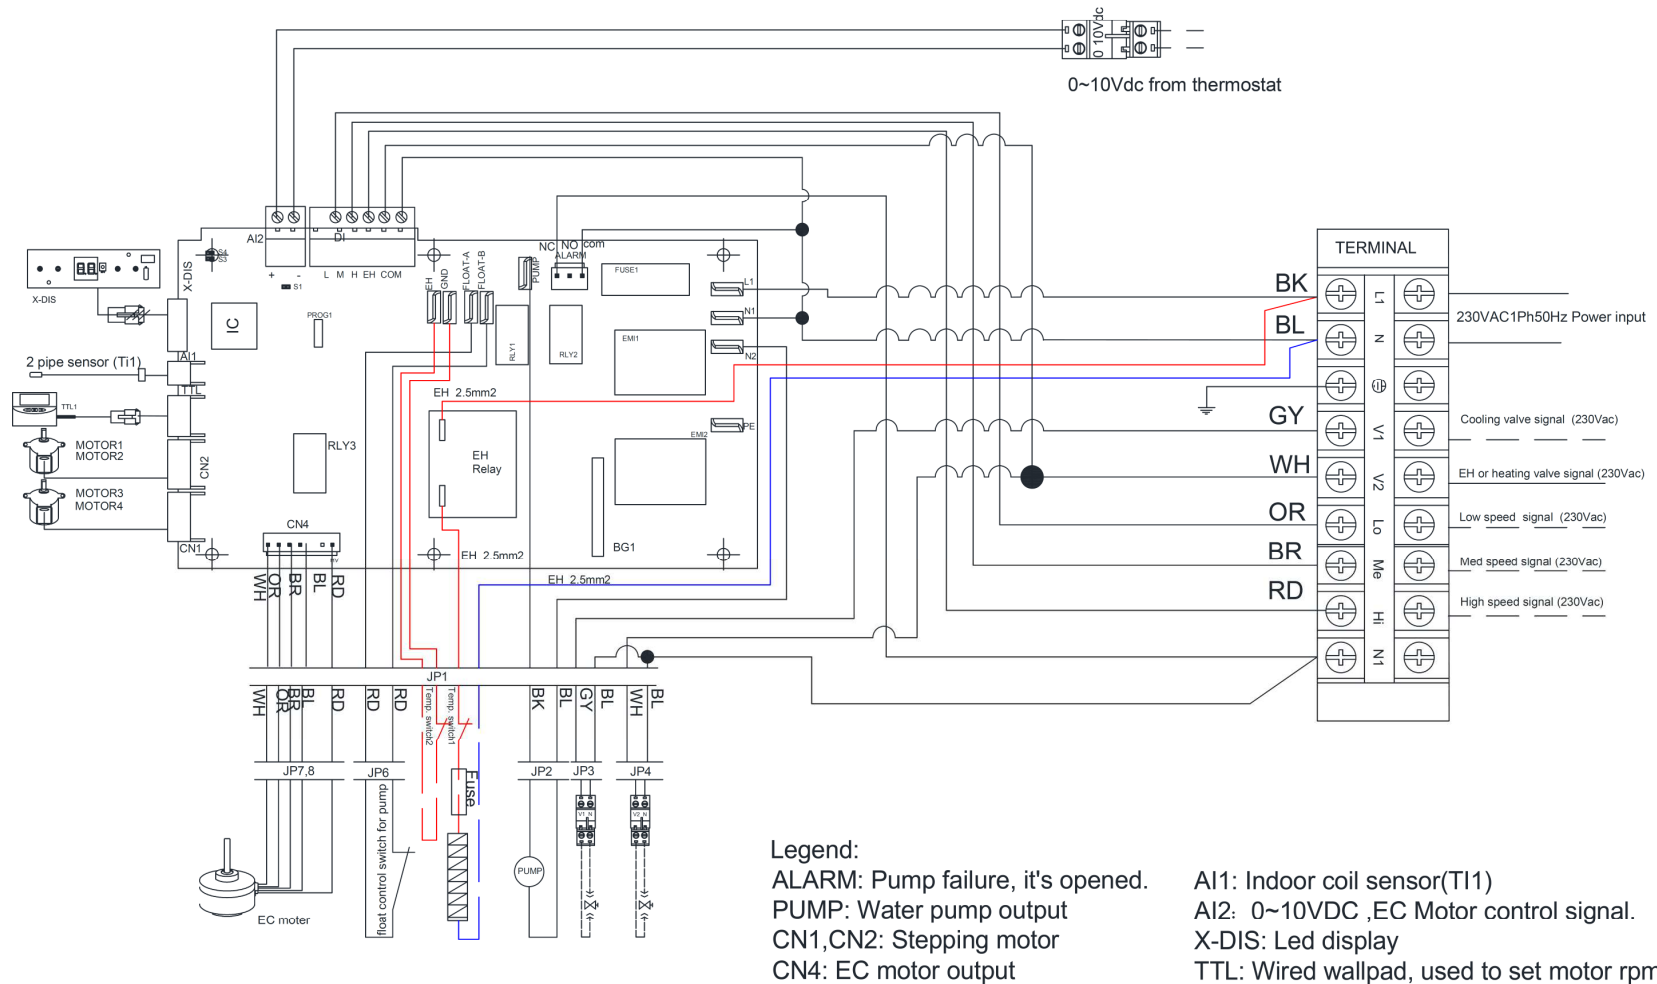 0 10Vdc
0~10Vdc from thermostat
AI2
DI
+ -
L M H EH COM
S4
S3
S1
X-DIS
X-DIS
IC
PROG1
EH
GND
FLOAT-A
FLOAT-B
PUMP
NC NO com
ALARM
FUSE1
L1
N1
N2
PE
RLY1
RLY2
EMI1
EMI2
2 pipe sensor (Ti1)
AI1
TTL
TTL1
MOTOR1
MOTOR2
MOTOR3
MOTOR4
CN2
CN1
RLY3
CN4
EH 2.5mm2
EH
Relay
EH 2.5mm2
EH 2.5mm2
BG1
WH
OR
BR
BL
RD
JP1
WH
OR
BR
BL
RD
RD
RD
Temp. switch2
Temp. switch1
BK
BL
GY
BL
WH
BL
JP7,8
JP6
JP2
JP3
JP4
Fuse
float control switch for pump
V1 N
V2 N
PUMP
EC moter
TERMINAL
BK
L1
BL
N
GY
V1
WH
V2
OR
Lo
BR
Me
RD
Hi
N1
230VAC1Ph50Hz Power input
Cooling valve signal (230Vac)
EH or heating valve signal (230Vac)
Low speed signal (230Vac)
Med speed signal (230Vac)
High speed signal (230Vac)
Legend:
ALARM: Pump failure, it's opened.
PUMP: Water pump output
CN1,CN2: Stepping motor
CN4: EC motor output
AI1: Indoor coil sensor(TI1)
AI2: 0~10VDC ,EC Motor control signal.
X-DIS: Led display
TTL: Wired wallpad, used to set motor rpm